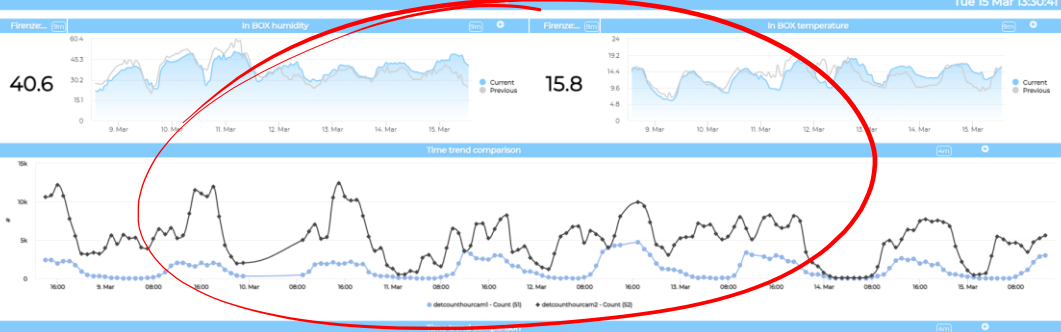 Tue 15 Mar 13:30:41
Firenze... 9m In BOX humidity 9m
Firenze... 9m In BOX temperature 9m
60.4
45.3
30.2
15.1
0
40.6
Current
Previous
9. Mar 10. Mar 11. Mar 12. Mar 13. Mar 14. Mar 15. Mar
24
19.2
14.4
9.6
4.8
0
15.8
Current
Previous
9. Mar 10. Mar 11. Mar 12. Mar 13. Mar 14. Mar 15. Mar
Time trend comparison 4m
15k
10k
5k
0
#
16:00 9. Mar 08:00 16:00 10. Mar 08:00 16:00 11. Mar 08:00 16:00 12. Mar 08:00 16:00 13. Mar 08:00 16:00 14. Mar 08:00 16:00 15. Mar 08:00
detcounthourcam1 - Count (S1) detcounthourcam2 - Count (S2)